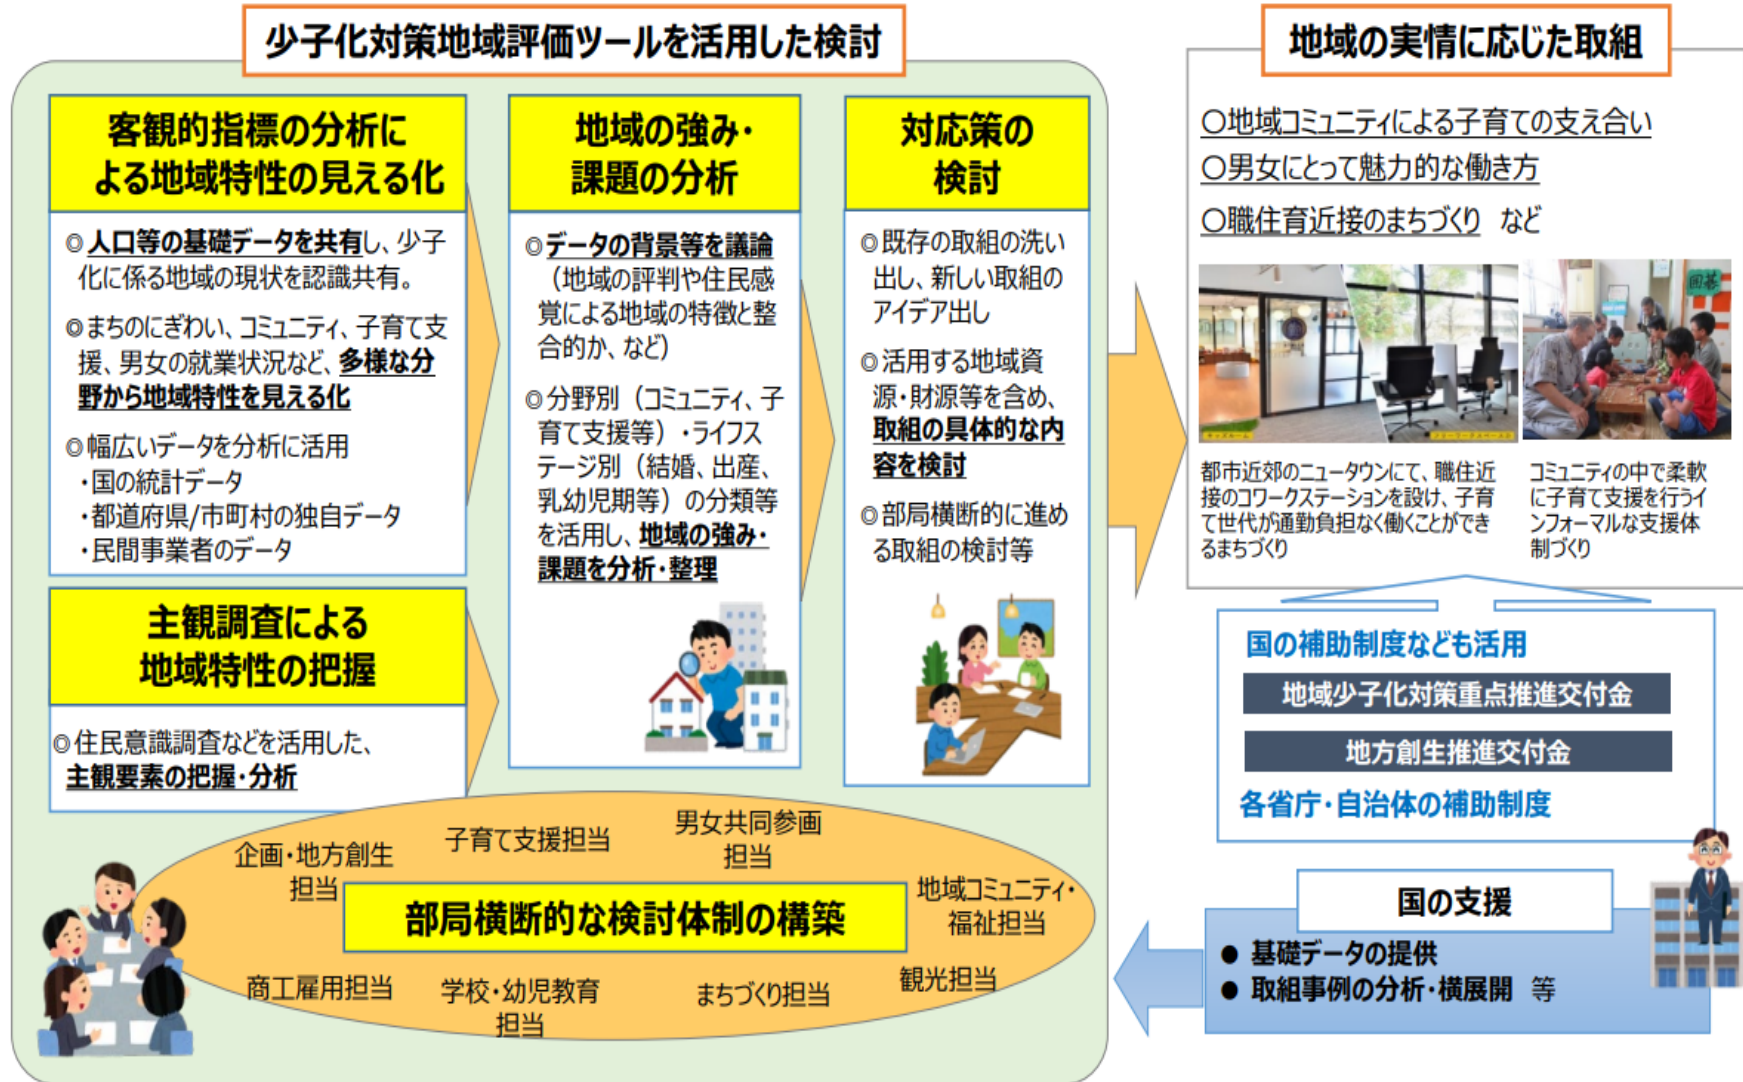 少子化対策地域評価ツールを活用した検討
客観的指標の分析に
よる地域特性の見える化
◎人口等の基礎データを共有し、少子
化に係る地域の現状を認識共有。
◎まちのにぎわい、コミュニティ、子育て支
援、男女の就業状況など、多様な分
野から地域特性を見える化
◎幅広いデータを分析に活用
・国の統計データ
・都道府県/市町村の独自データ
・民間事業者のデータ
主観調査による
地域特性の把握
◎住民意識調査などを活用した、
主観要素の把握・分析
地域の強み・
課題の分析
◎データの背景等を議論
（地域の評判や住民感
覚による地域の特徴と整
合的か、など）
◎分野別（コミュニティ、子
育て支援等）・ライフス
テージ別（結婚、出産、
乳幼児期等）の分類等
を活用し、地域の強み・
課題を分析・整理
対応策の
検討
◎既存の取組の洗い
出し、新しい取組の
アイデア出し
◎活用する地域資
源・財源等を含め、
取組の具体的な内
容を検討
◎部局横断的に進め
る取組の検討等
企画・地方創生
担当
子育て支援担当
男女共同参画
担当
地域コミュニティ・
福祉担当
部局横断的な検討体制の構築
商工雇用担当
学校・幼児教育
担当
まちづくり担当
観光担当
地域の実情に応じた取組
〇地域コミュニティによる子育ての支え合い
〇男女にとって魅力的な働き方
〇職住育近接のまちづくり　など
囲碁
キッズルーム
都市近郊のニュータウンにて、職住近
接のコワークステーションを設け、子育
て世代が通勤負担なく働くことができ
るまちづくり
コミュニティの中で柔軟
に子育て支援を行うイ
ンフォーマルな支援体
制づくり
国の補助制度なども活用
地域少子化対策重点推進交付金
地方創生推進交付金
各省庁・自治体の補助制度
国の支援
● 基礎データの提供
● 取組事例の分析・横展開　等